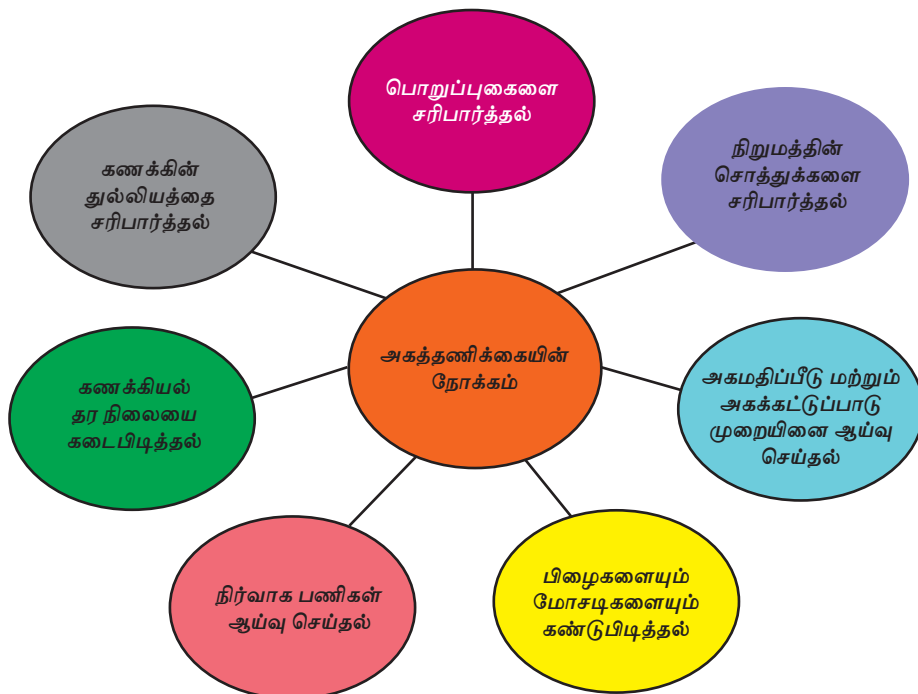 பொறுப்புகளை
சரிபார்த்தல்
நிறுமத்தின்
சொத்துக்களை
சரிபார்த்தல்
கணக்கின்
துல்லியத்தை
சரிபார்த்தல்
அகத்தணிக்கையின்
நோக்கம்
அகமதிப்பீடு மற்றும்
அகக்கட்டுப்பாடு
முறையினை ஆய்வு
செய்தல்
கணக்கியல்
தர நிலையை
கடைபிடித்தல்
பிழைகளையும்
மோசடிகளையும்
கண்டுபிடித்தல்
நிர்வாக பணிகள்
ஆய்வு செய்தல்